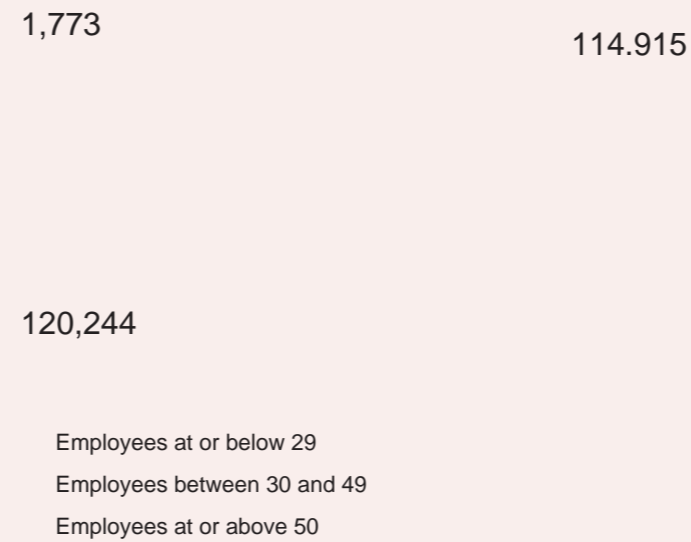 1,773
114.915
120,244
Employees at or below 29
Employees between 30 and 49
Employees at or above 50